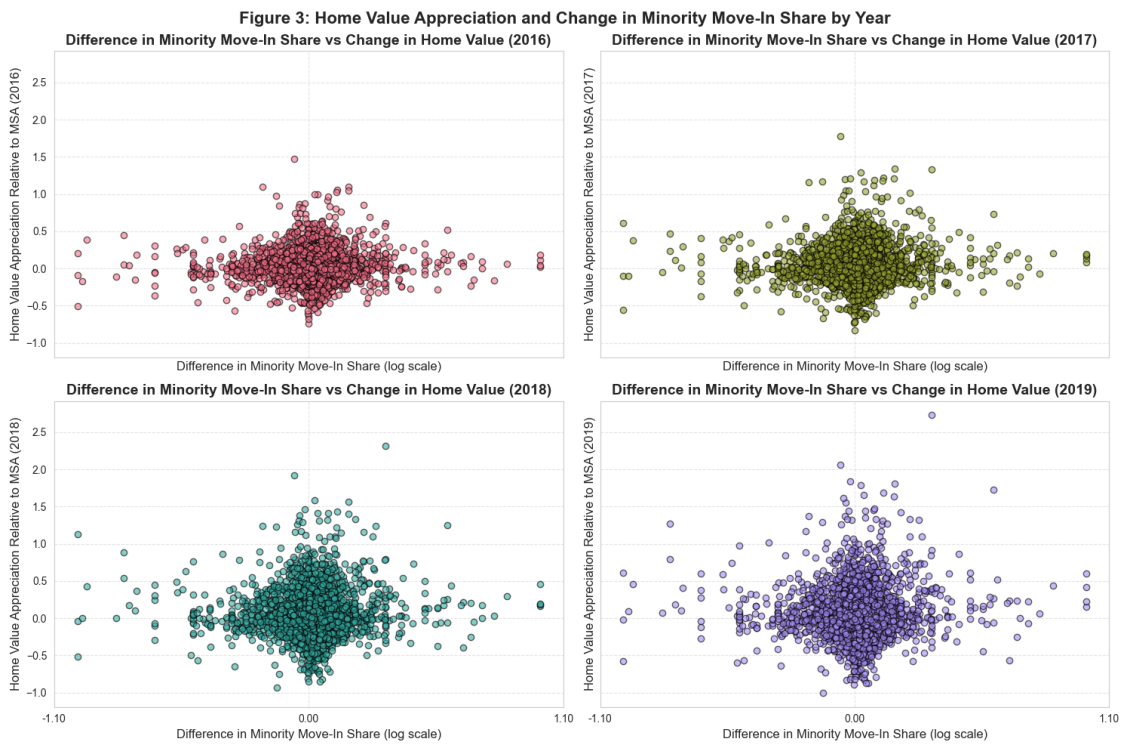 Figure 3: Home Value Appreciation and Change in Minority Move-In Share by Year
Difference in Minority Move-In Share vs Change in Home Value (2016)
Home Value Appreciation Relative to MSA (2016)
2.5
2.0
1.5
1.0
0.5
0.0
−0.5
−1.0
Difference in Minority Move-In Share (log scale)
Difference in Minority Move-In Share vs Change in Home Value (2017)
Home Value Appreciation Relative to MSA (2017)
Difference in Minority Move-In Share (log scale)
Difference in Minority Move-In Share vs Change in Home Value (2018)
Home Value Appreciation Relative to MSA (2018)
2.5
2.0
1.5
1.0
0.5
0.0
−0.5
−1.0
-1.10
0.00
1.10
Difference in Minority Move-In Share (log scale)
Difference in Minority Move-In Share vs Change in Home Value (2019)
Home Value Appreciation Relative to MSA (2019)
-1.10
0.00
1.10
Difference in Minority Move-In Share (log scale)